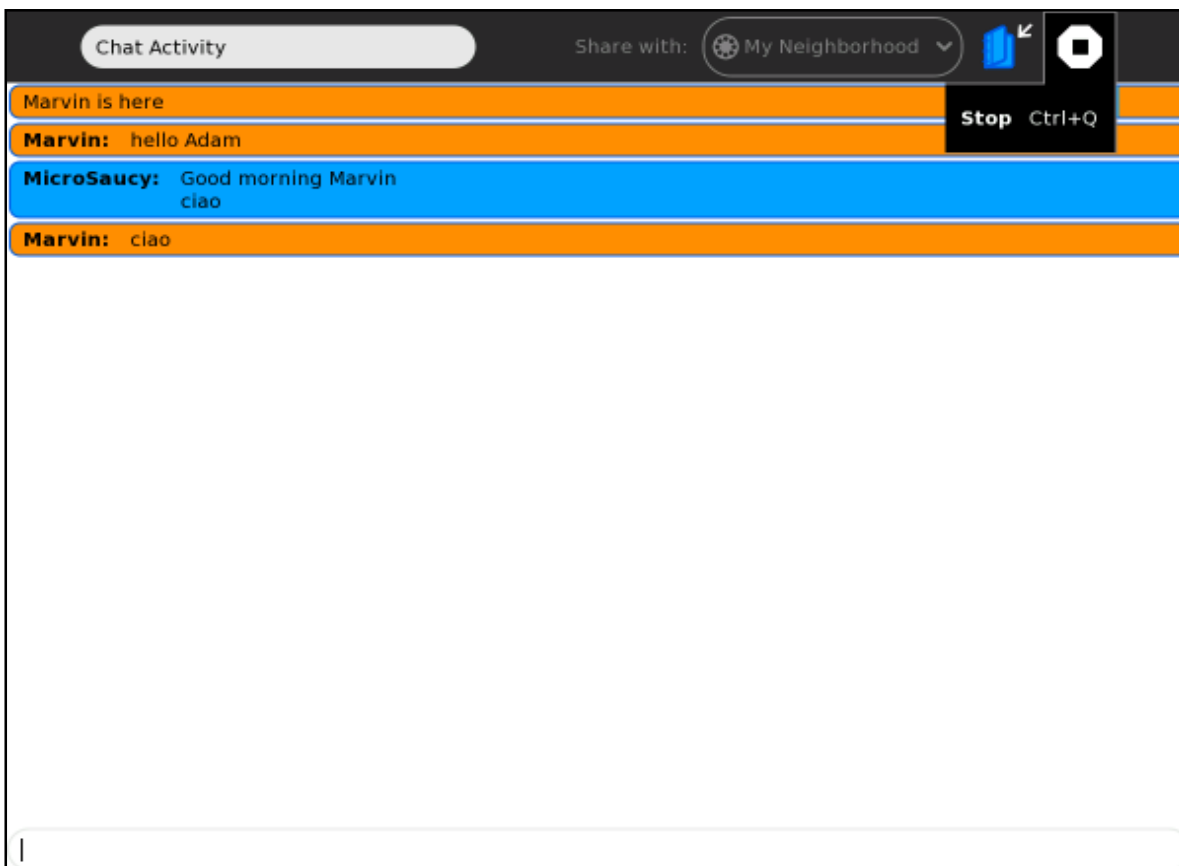 Chat Activity
Share with: My Neighborhood
Stop Ctrl+Q
Marvin is here
Marvin: hello Adam
MicroSaucy: Good morning Marvin
ciao
Marvin: ciao